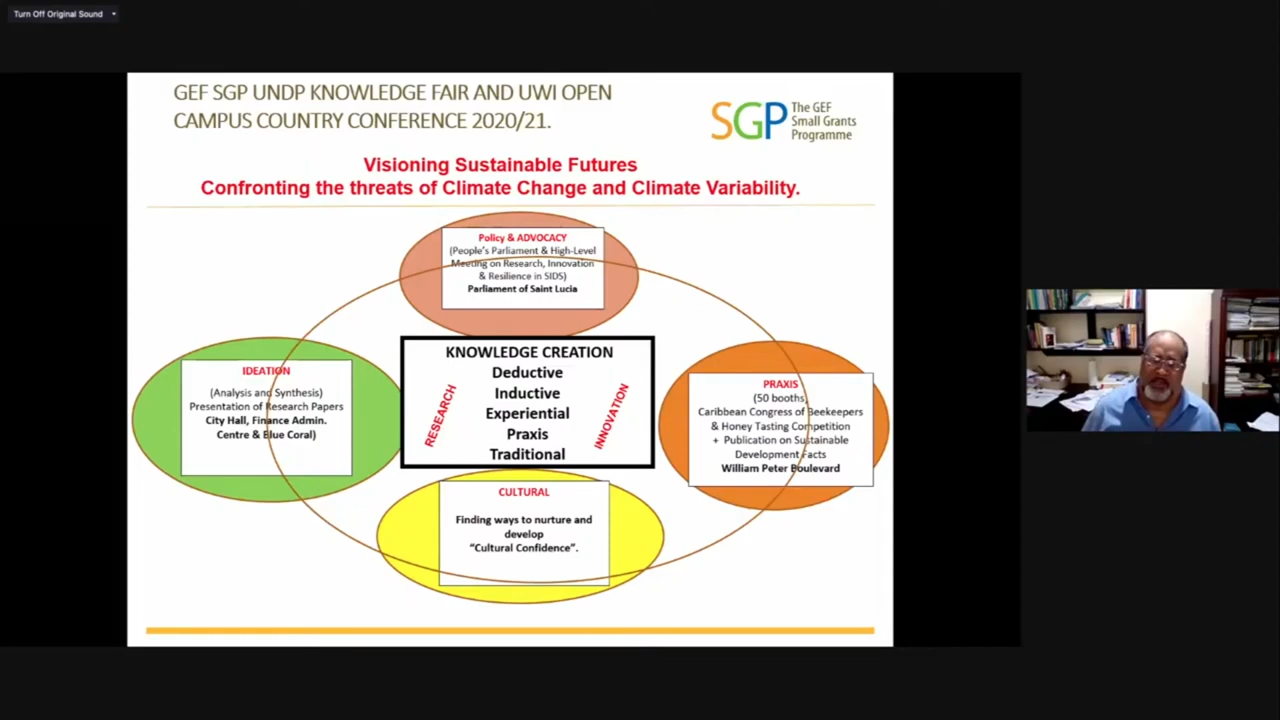 Turn Off Original Sound
GEF SGP UNDP KNOWLEDGE FAIR AND UWI OPEN
CAMPUS COUNTRY CONFERENCE 2020/21.
SGP
The GEF
Small Grants
Programme
Visioning Sustainable Futures
Confronting the threats of Climate Change and Climate Variability.
Policy & ADVOCACY
(People's Parliament & High-Level
Meeting on Research, Innovation
& Resilience in SIDS)
Parliament of Saint Lucia
IDEATION
(Analysis and Synthesis)
Presentation of Research Papers
City Hall, Finance Admin.
Centre & Blue Coral)
KNOWLEDGE CREATION
Deductive
Inductive
Experiential
Praxis
Traditional
RESEARCH
INNOVATION
PRAXIS
(50 booths,
Caribbean Congress of Beekeepers
& Honey Tasting Competition
+ Publication on Sustainable
Development Facts
William Peter Boulevard
CULTURAL
Finding ways to nurture and
develop
“Cultural Confidence”.